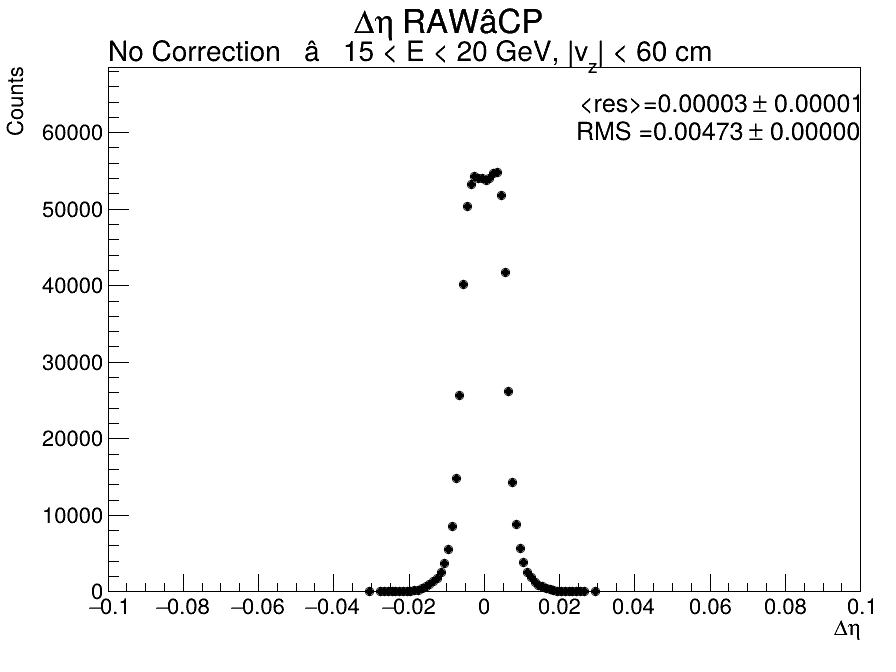 Δη RAWâCP
No Correction â 15 < E < 20 GeV, |v_z| < 60 cm
Counts
<res>=0.00003±0.00001
RMS =0.00473±0.00000
60000
50000
40000
30000
20000
10000
0
−0.1 −0.08 −0.06 −0.04 −0.02 0 0.02 0.04 0.06 0.08 0.1
Δη